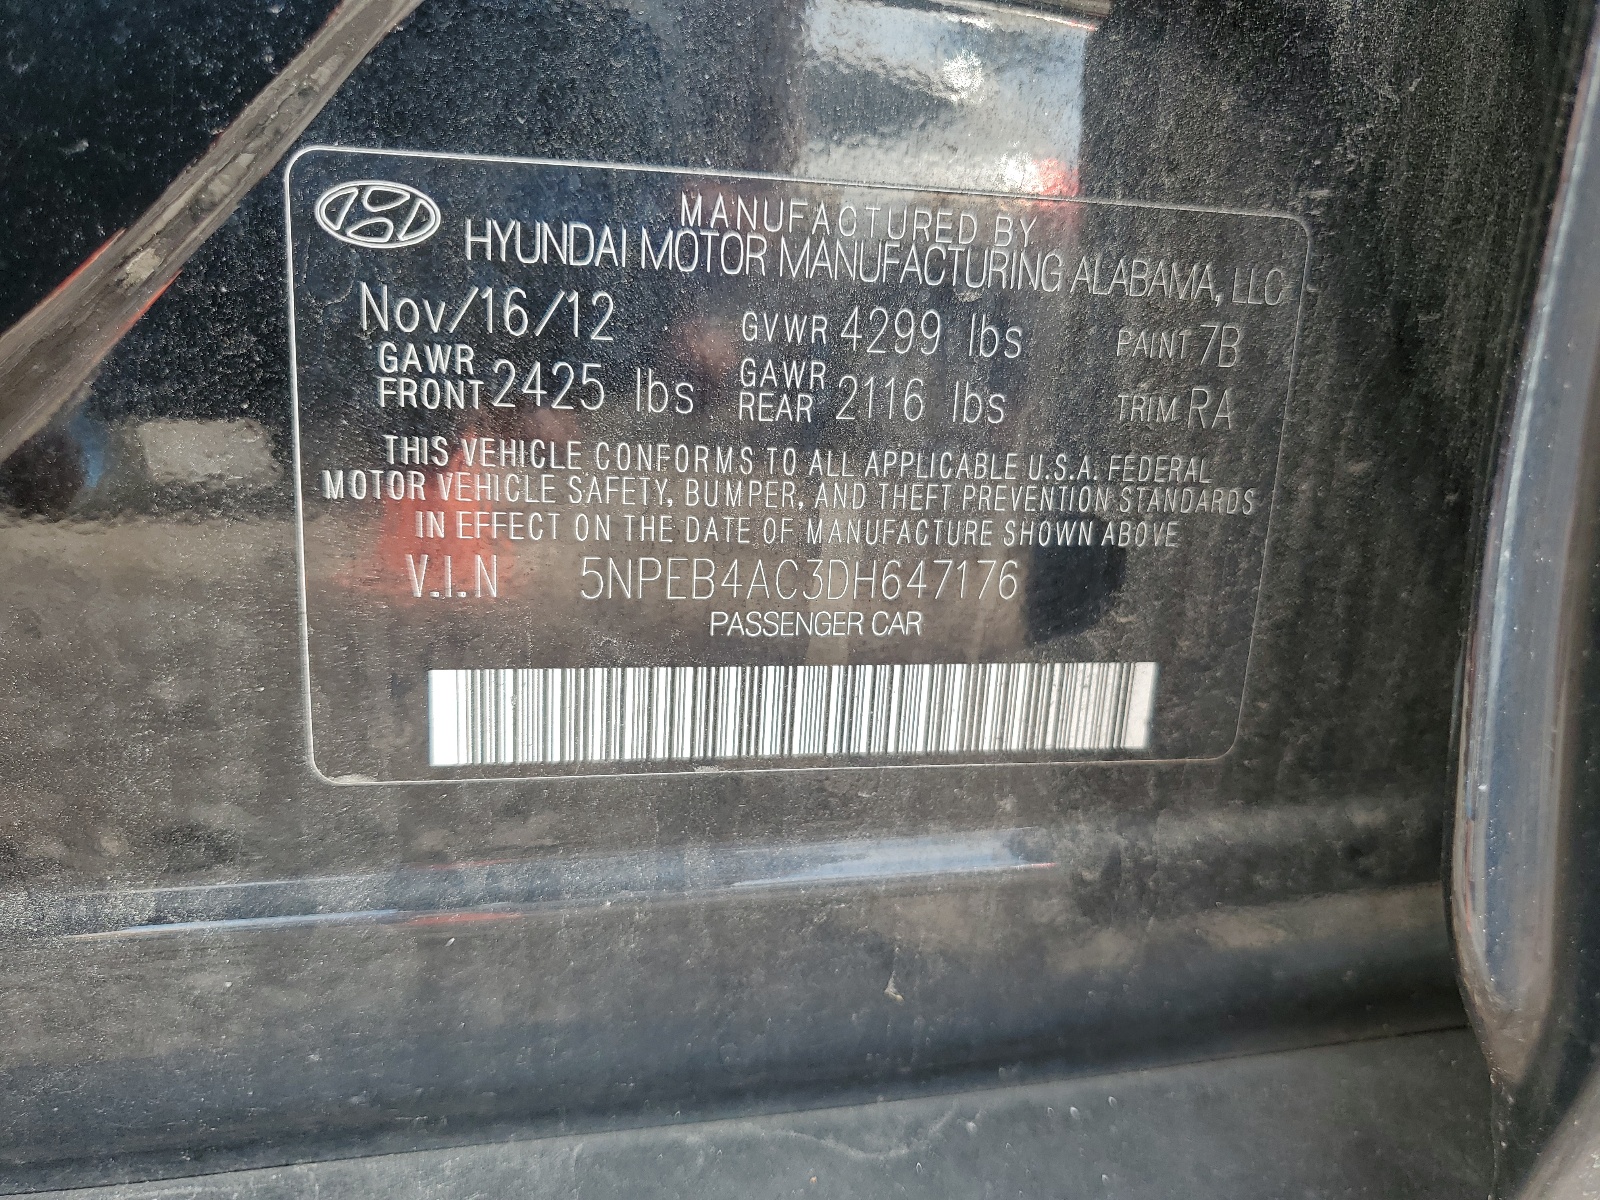 MANUFACTURED BY
HYUNDAI MOTOR MANUFACTURING ALABAMA, LLC
Nov/16/12 GVWR 4299 lbs PAINT 7B
GAWR FRONT 2425 lbs GAWR REAR 2116 lbs TRIM RA
THIS VEHICLE CONFORMS TO ALL APPLICABLE U.S.A. FEDERAL
MOTOR VEHICLE SAFETY, BUMPER, AND THEFT PREVENTION STANDARDS
IN EFFECT ON THE DATE OF MANUFACTURE SHOWN ABOVE
V.I.N 5NPEB4AC3DH647176
PASSENGER CAR